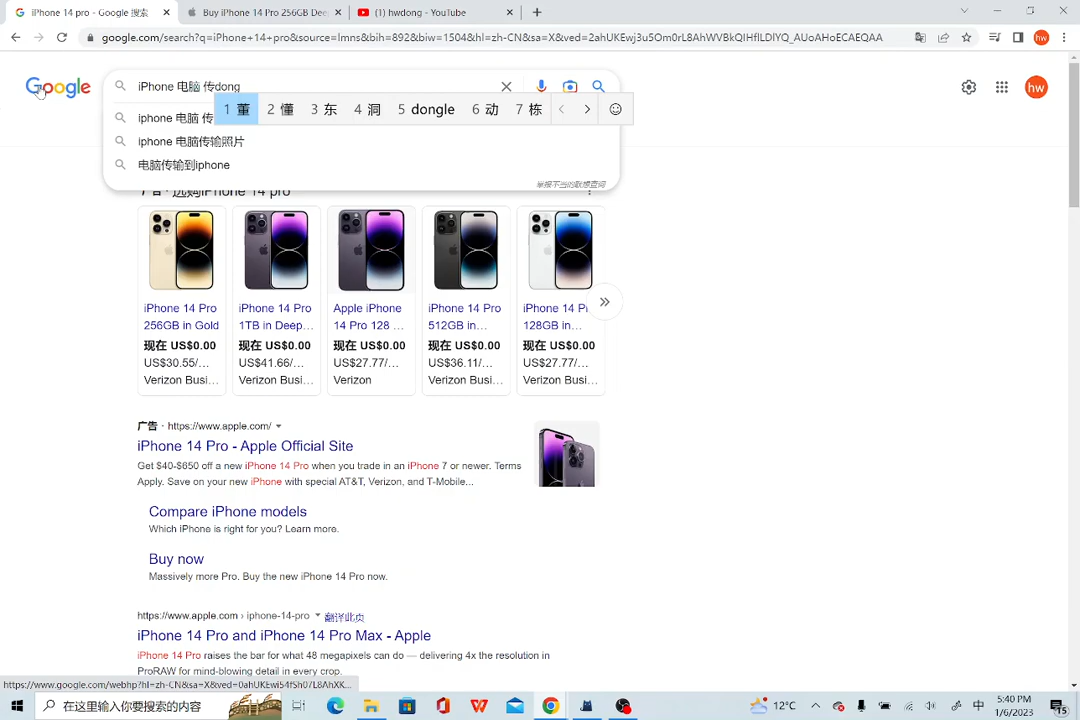 iPhone 14 pro - Google 搜索
Buy iPhone 14 Pro 256GB Dee
(1) hwdong - YouTube
google.com/search?q=iPhone+14+pro&source=lmns&bih=892&biw=1504&hl=zh-CN&sa=X&ved=2ahUKEwj3u5Om0rL8AhWVBkQIHflLDIYQ_AUoAHoECAEQAA
hw
Google
iPhone 电脑 传dong
1 董 2 懂 3 东 4 洞 5 dongle 6 动 7 栋
hw
iphone 电脑 传
iphone 电脑传输照片
电脑传输到iphone
举报不当的联想查询
广告 · 选购iPhone 14 pro
iPhone 14 Pro 256GB in Gold
现在 US$0.00
US$30.55/...
Verizon Busi...
iPhone 14 Pro 1TB in Deep...
现在 US$0.00
US$41.66/...
Verizon Busi...
Apple iPhone 14 Pro 128 ...
现在 US$0.00
US$27.77/...
Verizon
iPhone 14 Pro 512GB in...
现在 US$0.00
US$36.11/...
Verizon Busi...
iPhone 14 Pr 128GB in...
现在 US$0.00
US$27.77/...
Verizon Busi...
广告 · https://www.apple.com/
iPhone 14 Pro - Apple Official Site
Get $40-$650 off a new iPhone 14 Pro when you trade in an iPhone 7 or newer. Terms
Apply. Save on your new iPhone with special AT&T, Verizon, and T-Mobile...
Compare iPhone models
Which iPhone is right for you? Learn more.
Buy now
Massively more Pro. Buy the new iPhone 14 Pro now.
https://www.apple.com › iphone-14-pro 翻译此页
iPhone 14 Pro and iPhone 14 Pro Max - Apple
iPhone 14 Pro raises the bar for what 48 megapixels can do — delivering 4x the resolution in
ProRAW for mind-blowing detail in every crop.
https://www.google.com/webhp?hl=zh-CN&sa=X&ved=0ahUKEwi54fSh07L8AhXK...
在这里输入你要搜索的内容
12°C
中
5:40 PM
1/6/2023
15